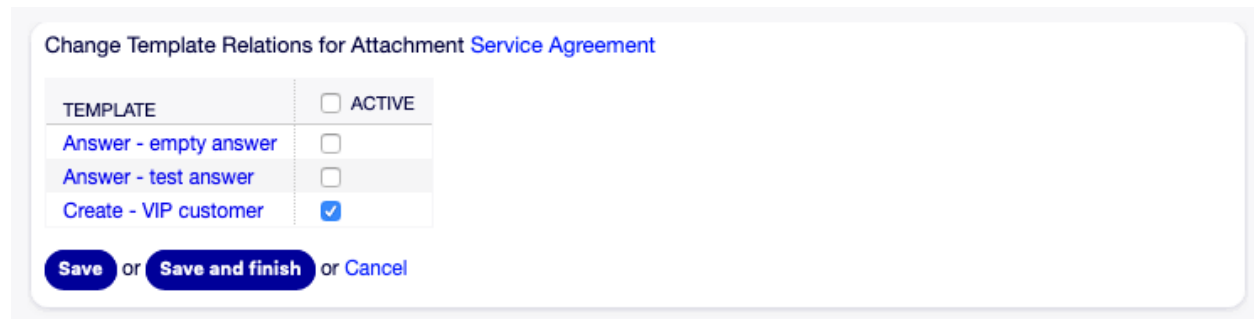 Change Template Relations for Attachment Service Agreement
TEMPLATE ACTIVE
Answer - empty answer
Answer - test answer
Create - VIP customer
Save or Save and finish or Cancel